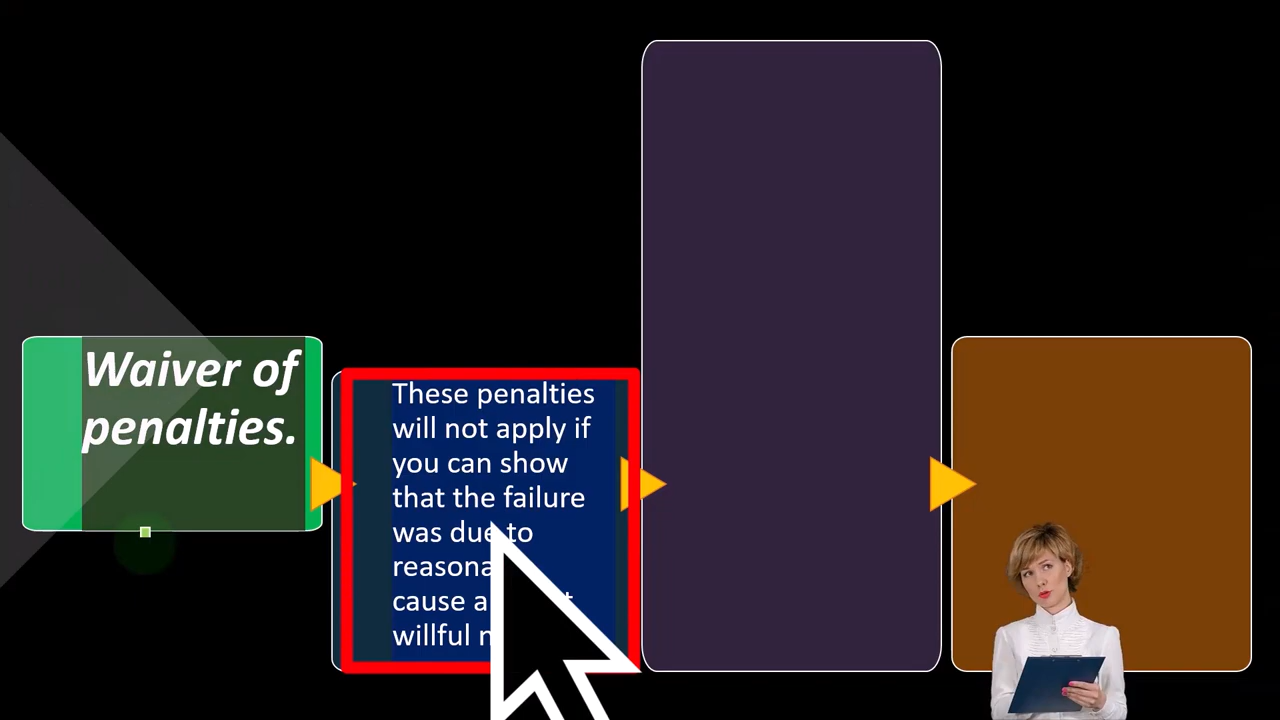 Waiver of
penalties.
These penalties
will not apply if
you can show
that the failure
was due to
cause
willful